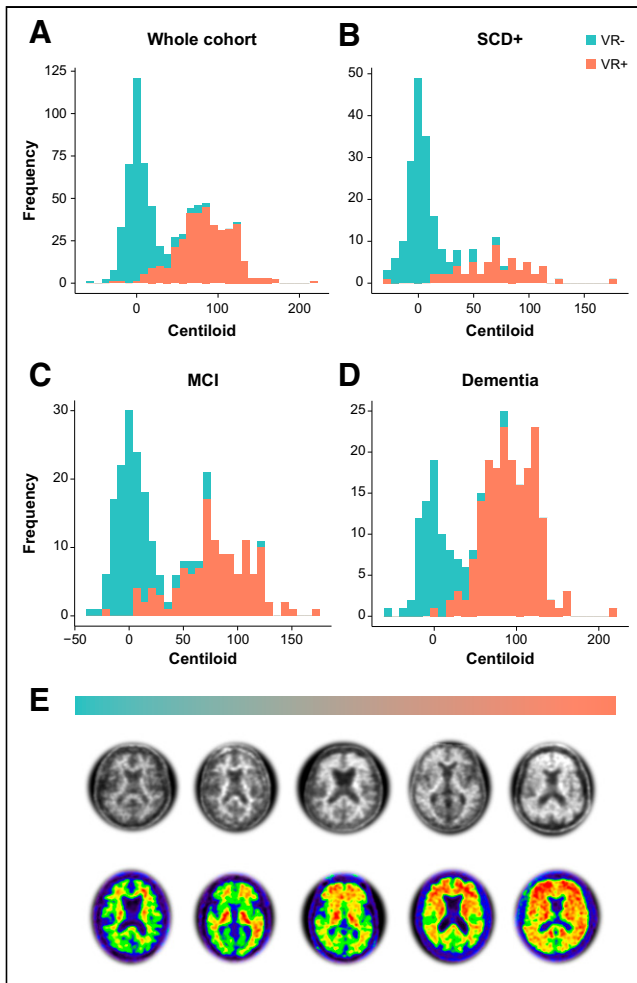 A
Whole cohort
B
SCD+
VR-
VR+
125
100
75
50
25
0
Frequency
0 100 200
Centiloid
50
40
30
20
10
0
0 50 100 150
Centiloid
C
MCI
D
Dementia
30
20
10
0
Frequency
−50 0 50 100 150
Centiloid
25
20
15
10
5
0
0 100 200
Centiloid
E